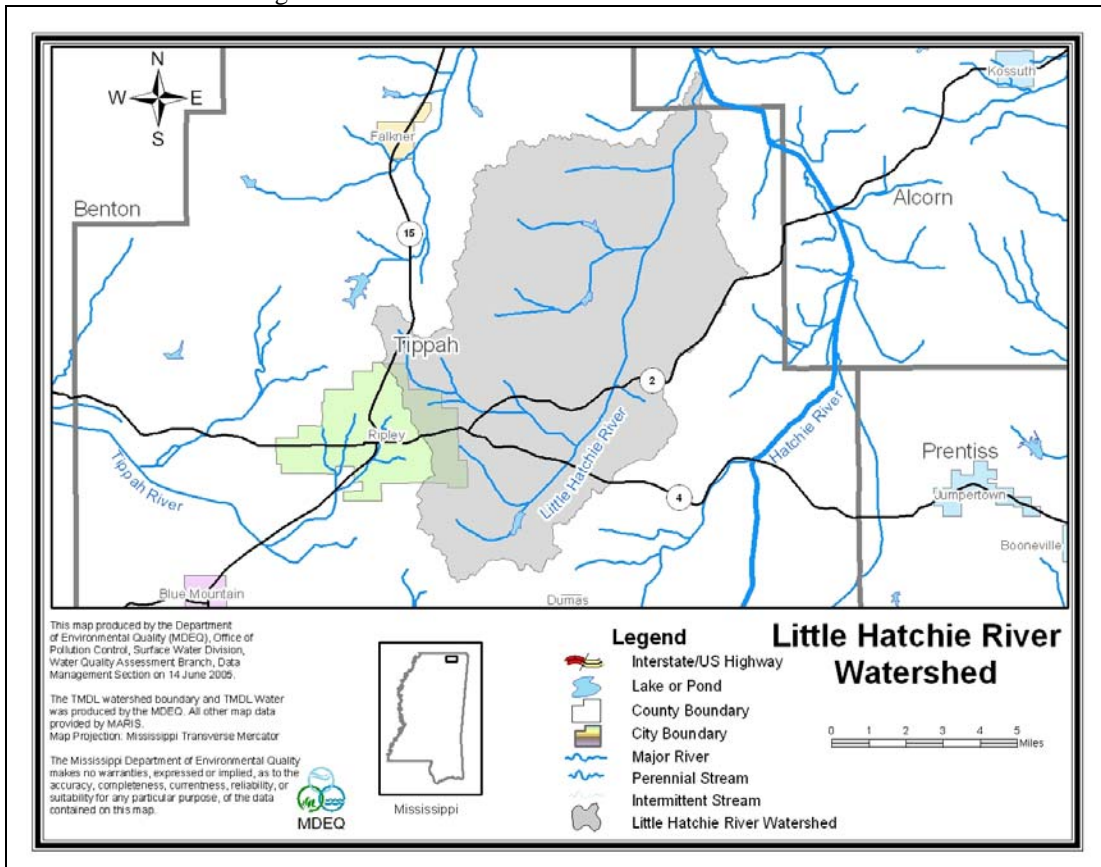 N
W E
S
Kossuth
Falkner
Benton
Alcorn
15
Tippah
2
Ripley
Hatchie River
Little Hatchie River
Tippah River
Prentiss
4
Jumpertown
Booneville
Blue Mountain
Dumas
This map produced by the Department
of Environmental Quality (MDEQ), Office of
Pollution Control, Surface Water Division,
Water Quality Assessment Branch, Data
Management Section on 14 June 2005.
The TMDL watershed boundary and TMDL Water
was produced by the MDEQ. All other map data
provided by MARIS.
Map Projection: Mississippi Transverse Mercator
The Mississippi Department of Environmental Quality
makes no warranties, expressed or implied, as to the
accuracy, completeness, currentness, reliability, or
suitability for any particular purpose, of the data
contained on this map.
MDEQ
Mississippi
Legend
Interstate/US Highway
Lake or Pond
County Boundary
City Boundary
Major River
Perennial Stream
Intermittent Stream
Little Hatchie River Watershed
Little Hatchie River
Watershed
0 1 2 3 4 5
Miles